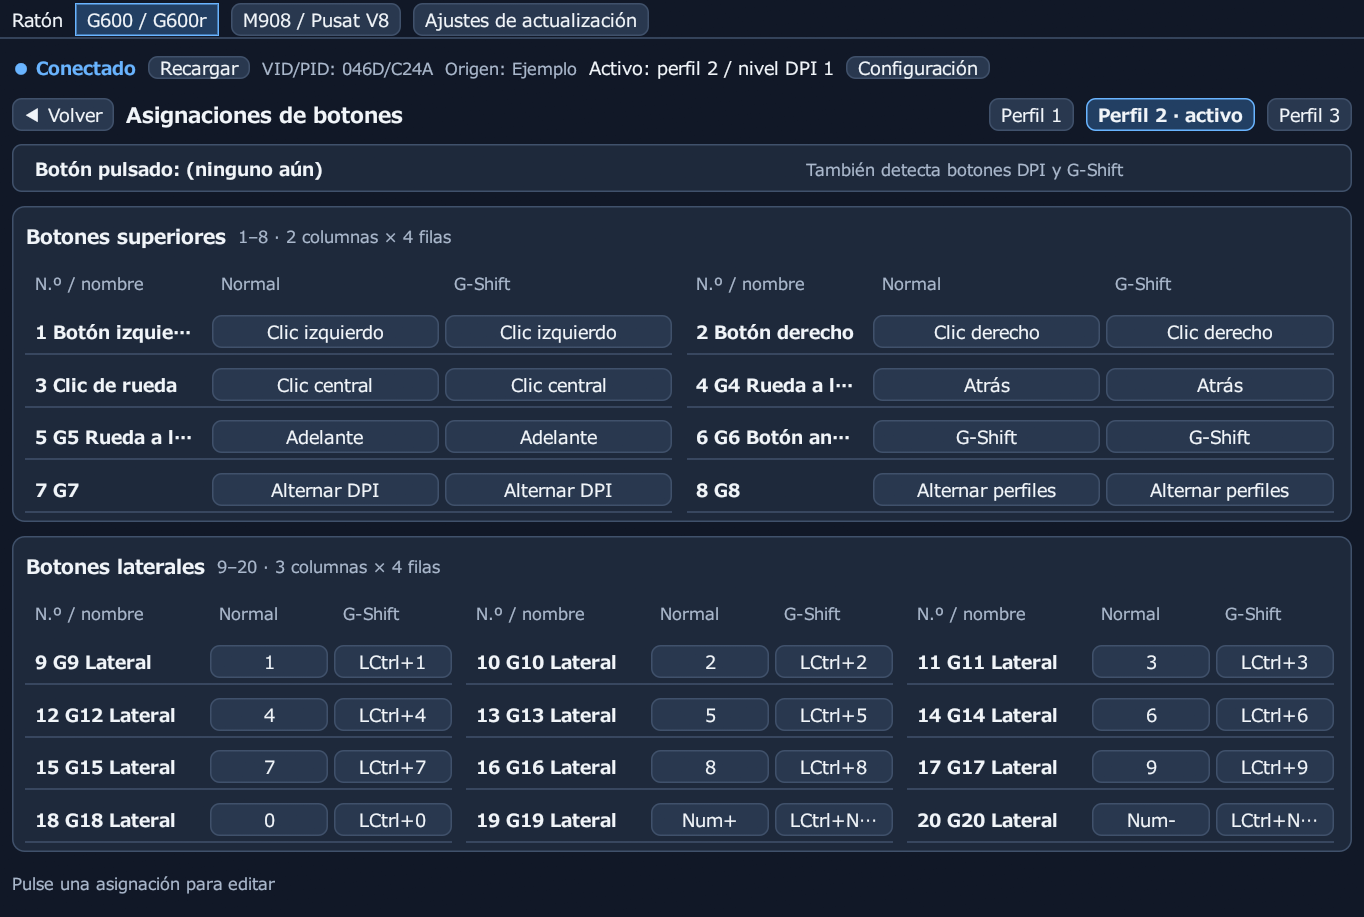 Ratón G600 / G600r M908 / Pusat V8 Ajustes de actualización
● Conectado Recargar VID/PID: 046D/C24A Origen: Ejemplo Activo: perfil 2 / nivel DPI 1 Configuración
◀ Volver Asignaciones de botones Perfil 1 Perfil 2 · activo Perfil 3
Botón pulsado: (ninguno aún) También detecta botones DPI y G-Shift
Botones superiores 1–8 · 2 columnas × 4 filas
N.º / nombre Normal G-Shift N.º / nombre Normal G-Shift
1 Botón izquie··· Clic izquierdo Clic izquierdo 2 Botón derecho Clic derecho Clic derecho
3 Clic de rueda Clic central Clic central 4 G4 Rueda a l··· Atrás Atrás
5 G5 Rueda a l··· Adelante Adelante 6 G6 Botón an··· G-Shift G-Shift
7 G7 Alternar DPI Alternar DPI 8 G8 Alternar perfiles Alternar perfiles
Botones laterales 9–20 · 3 columnas × 4 filas
N.º / nombre Normal G-Shift N.º / nombre Normal G-Shift N.º / nombre Normal G-Shift
9 G9 Lateral 1 LCtrl+1 10 G10 Lateral 2 LCtrl+2 11 G11 Lateral 3 LCtrl+3
12 G12 Lateral 4 LCtrl+4 13 G13 Lateral 5 LCtrl+5 14 G14 Lateral 6 LCtrl+6
15 G15 Lateral 7 LCtrl+7 16 G16 Lateral 8 LCtrl+8 17 G17 Lateral 9 LCtrl+9
18 G18 Lateral 0 LCtrl+0 19 G19 Lateral Num+ LCtrl+N··· 20 G20 Lateral Num- LCtrl+N···
Pulse una asignación para editar